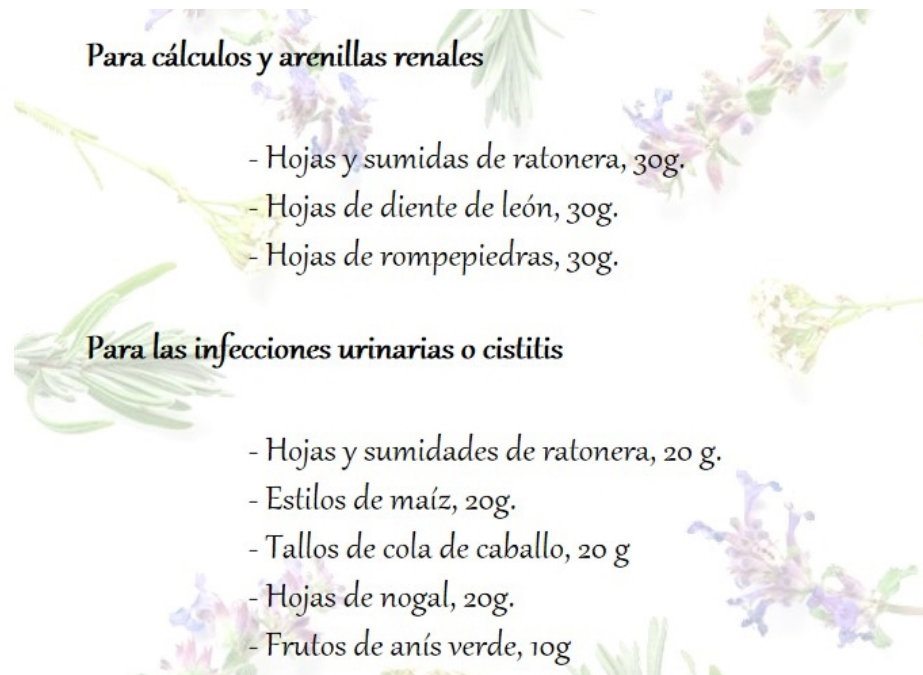 Para cálculos y arenillas renales
- Hojas y sumidas de ratonera, 30g.
- Hojas de diente de león, 30g.
- Hojas de rompepiedras, 30g.
Para las infecciones urinarias o cistitis
- Hojas y sumidades de ratonera, 20 g.
- Estilos de maíz, 20g.
- Tallos de cola de caballo, 20 g
- Hojas de nogal, 20g.
- Frutos de anís verde, 10g